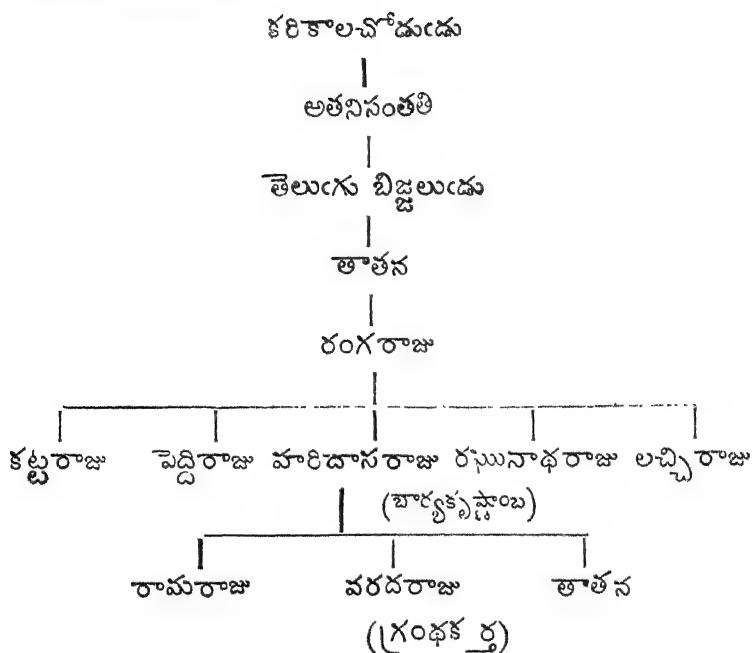 కరికాలచోడుఁడు
అతనిసంతతి
తెలుఁగు బిజ్జలుఁడు
తాతన
రంగరాజు
కట్టరాజు పెద్దిరాజు హరిదాసరాజు రఘునాథరాజు లచ్చిరాజు
(బార్యకృష్ణాంబ)
రామరాజు వరదరాజు తాతన
(గ్రంథకర్త)